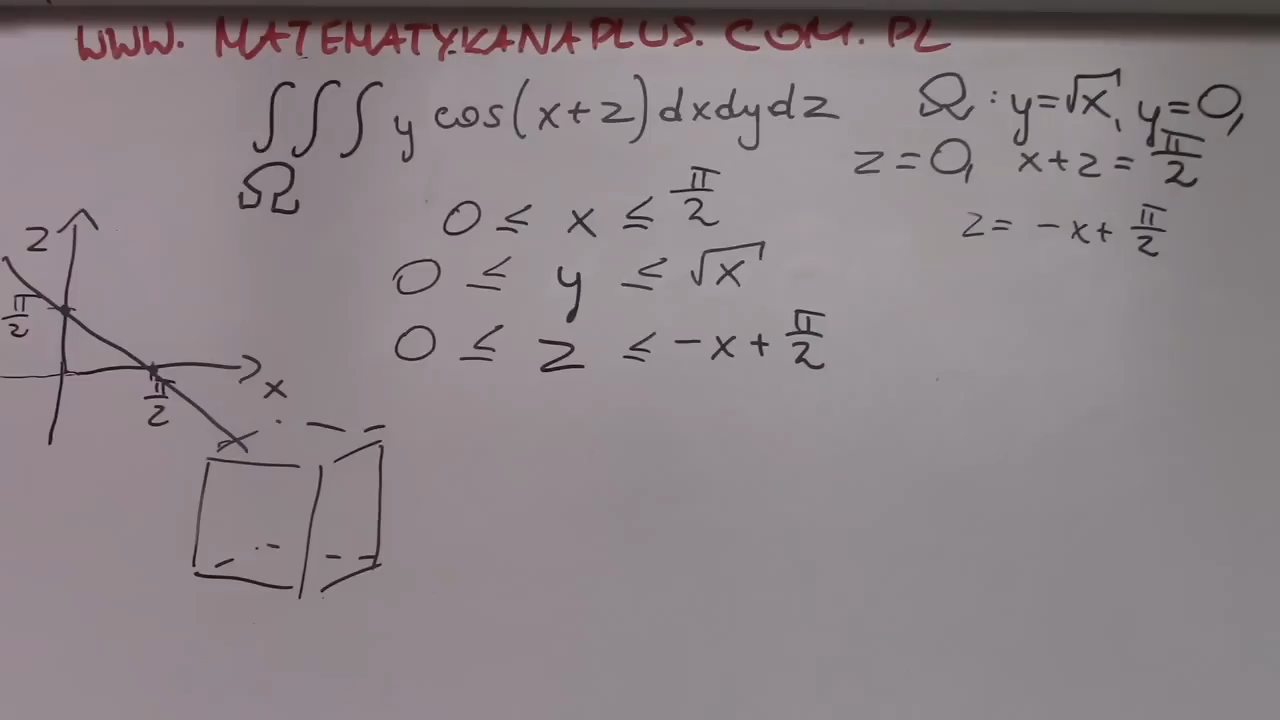 WWW. MATEMATYKANAPLUS. COM. PL
∫∫∫ y cos(x+z) dxdydz
Ω
Ω : y=√x, y=0,
z=0, x+z=π/2
z= -x+ π/2
0 ≤ x ≤ π/2
0 ≤ y ≤ √x
0 ≤ z ≤ -x + π/2
z
π/2
x
π/2